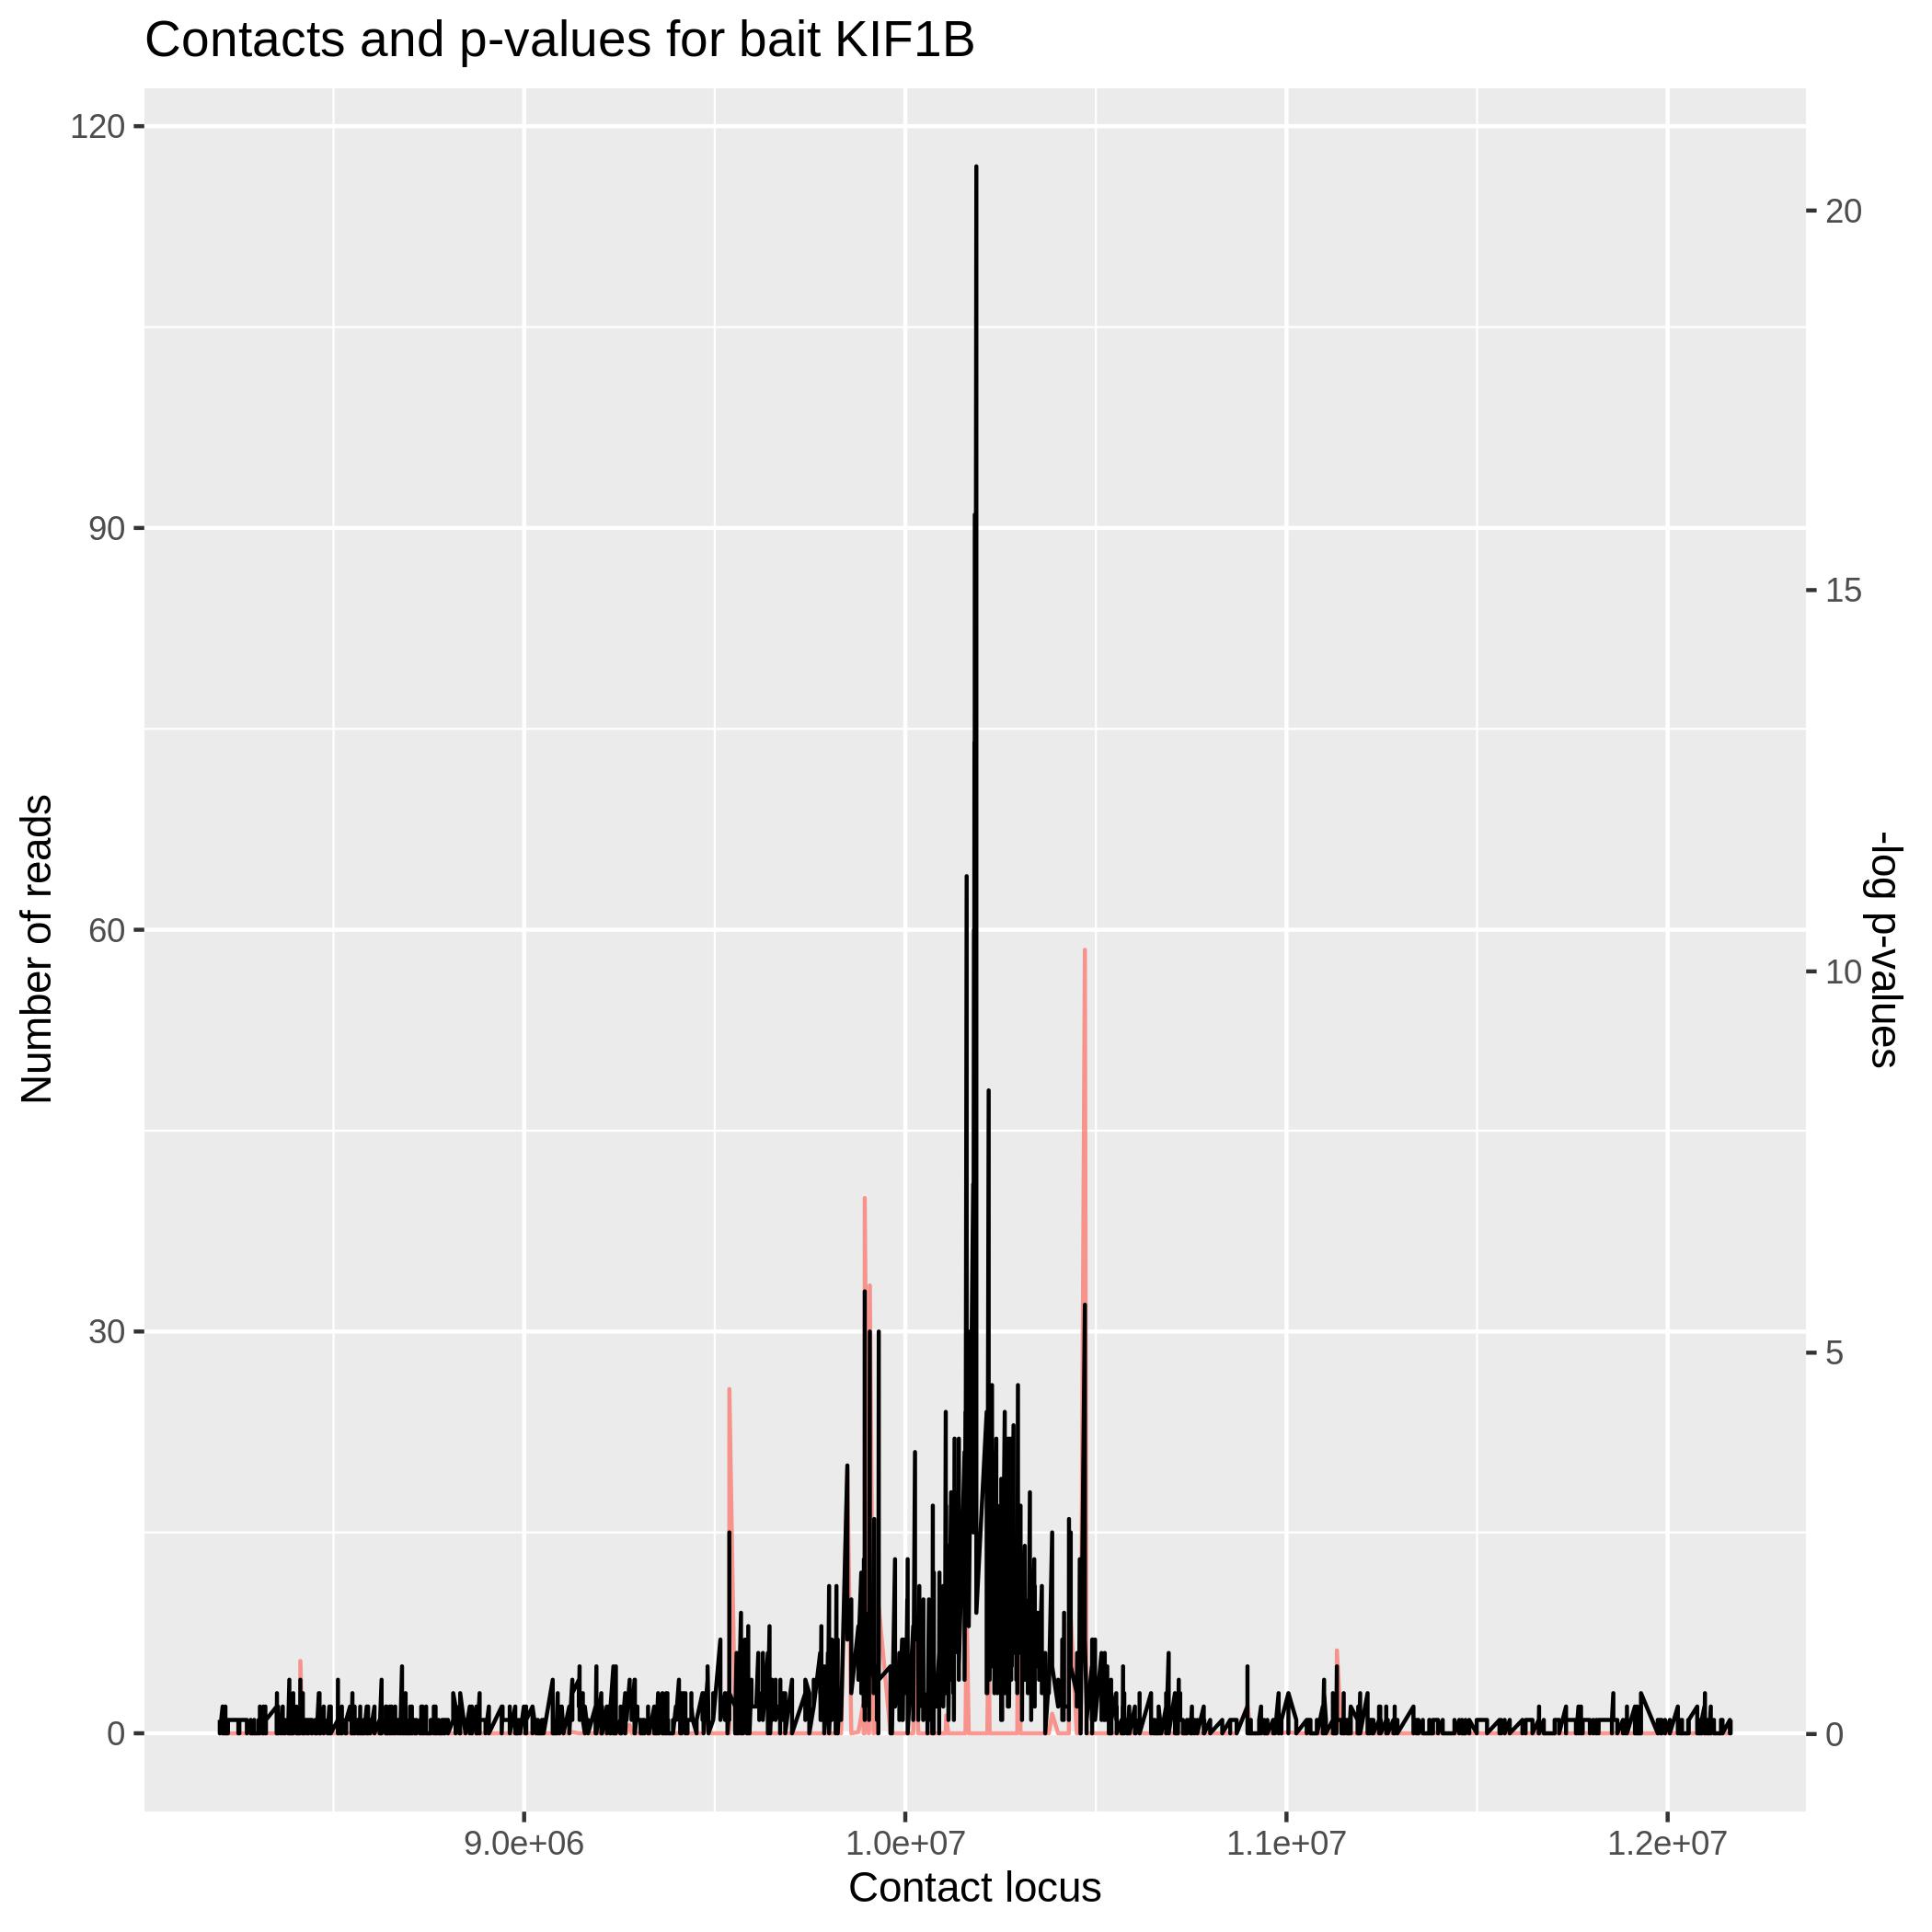 Contacts and p-values for bait KIF1B
120
90
60
30
0
Number of reads
20
15
10
5
0
-log p-values
9.0e+06
1.0e+07
1.1e+07
1.2e+07
Contact locus